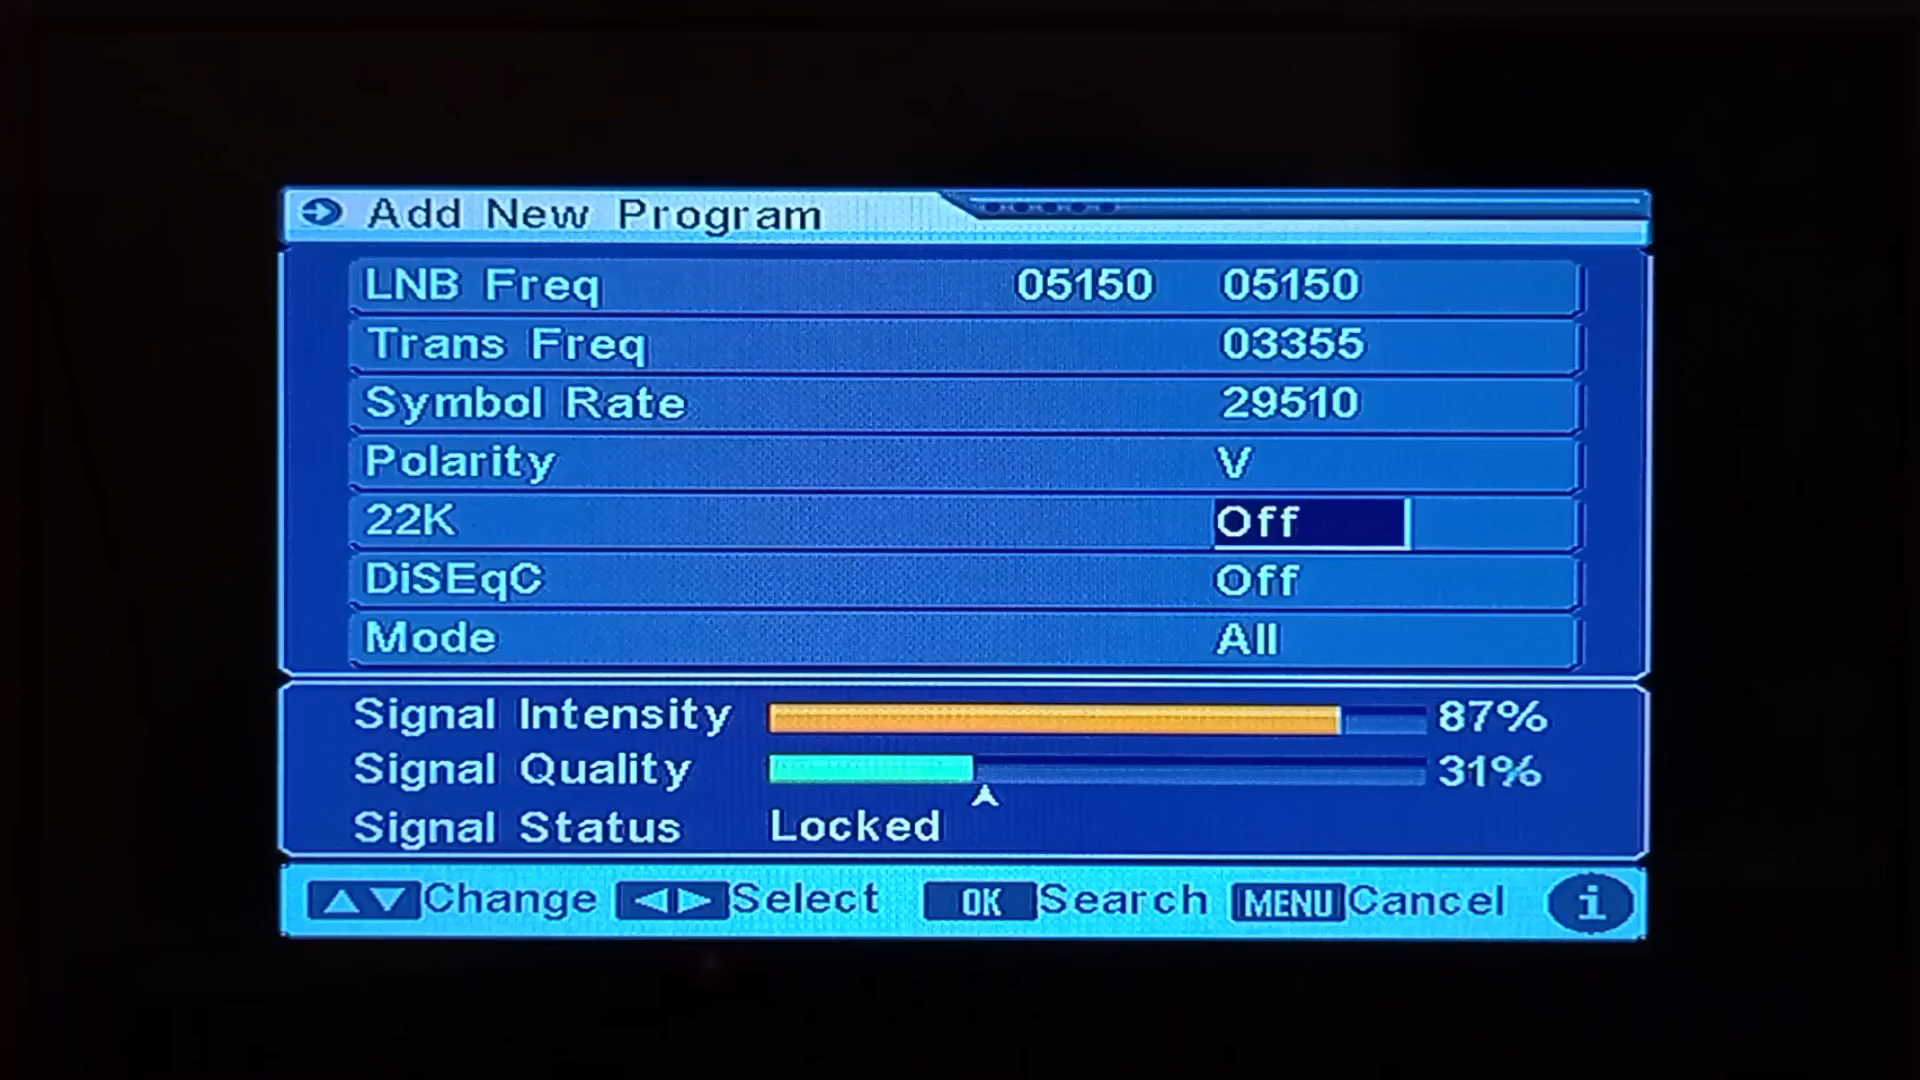 Add New Program
LNB Freq 05150 05150
Trans Freq 03355
Symbol Rate 29510
Polarity V
22K Off
DiSEqC Off
Mode All
Signal Intensity 87%
Signal Quality 31%
Signal Status Locked
Change Select OK Search MENU Cancel i